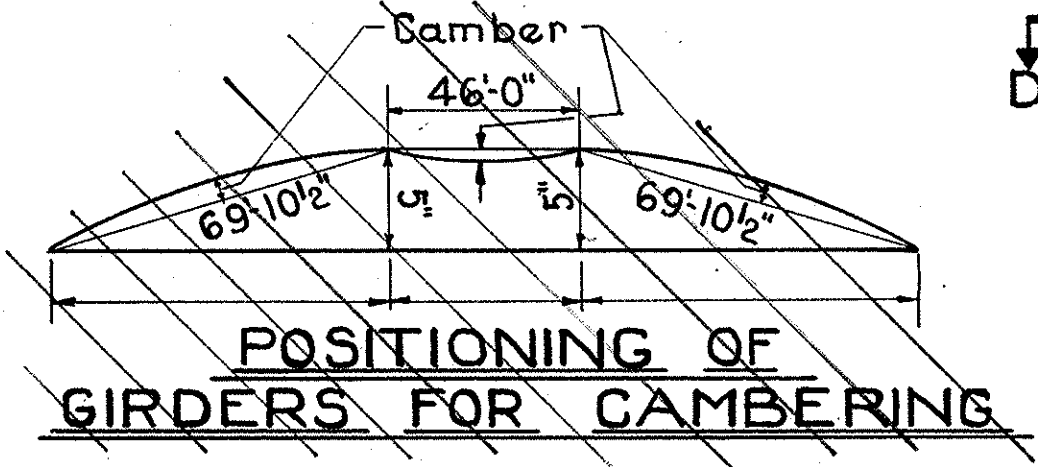 Camber
46'-0"
D
69'-10½"
5"
5"
69'-10½"
POSITIONING OF
GIRDERS FOR CAMBERING